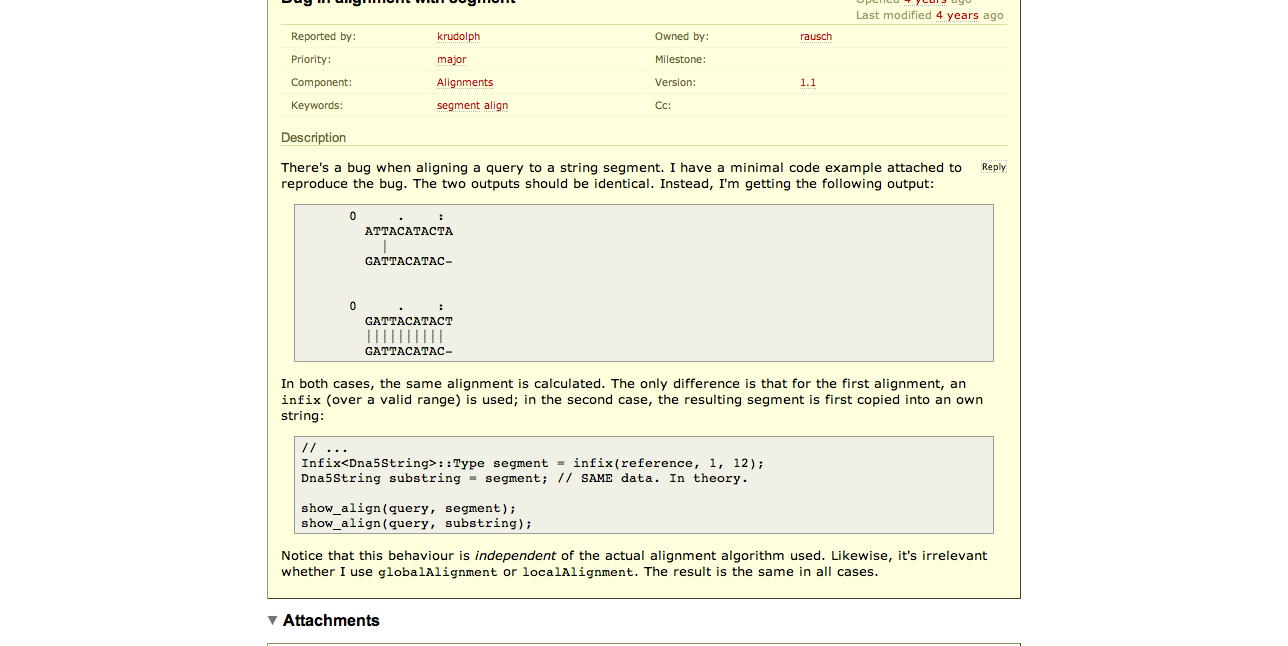 Bug in alignment with segment
Opened 4 years ago
Last modified 4 years ago
Reported by: krudolph Owned by: rausch
Priority: major Milestone:
Component: Alignments Version: 1.1
Keywords: segment align Cc:
Description
There's a bug when aligning a query to a string segment. I have a minimal code example attached to
Reply
reproduce the bug. The two outputs should be identical. Instead, I'm getting the following output:
0 . :
ATTACATACTA
|
GATTACATAC-
0 . :
GATTACATACT
||||||||||
GATTACATAC-
In both cases, the same alignment is calculated. The only difference is that for the first alignment, an
infix (over a valid range) is used; in the second case, the resulting segment is first copied into an own
string:
// ...
Infix<Dna5String>::Type segment = infix(reference, 1, 12);
Dna5String substring = segment; // SAME data. In theory.
show_align(query, segment);
show_align(query, substring);
Notice that this behaviour is independent of the actual alignment algorithm used. Likewise, it's irrelevant
whether I use globalAlignment or localAlignment. The result is the same in all cases.
▼ Attachments